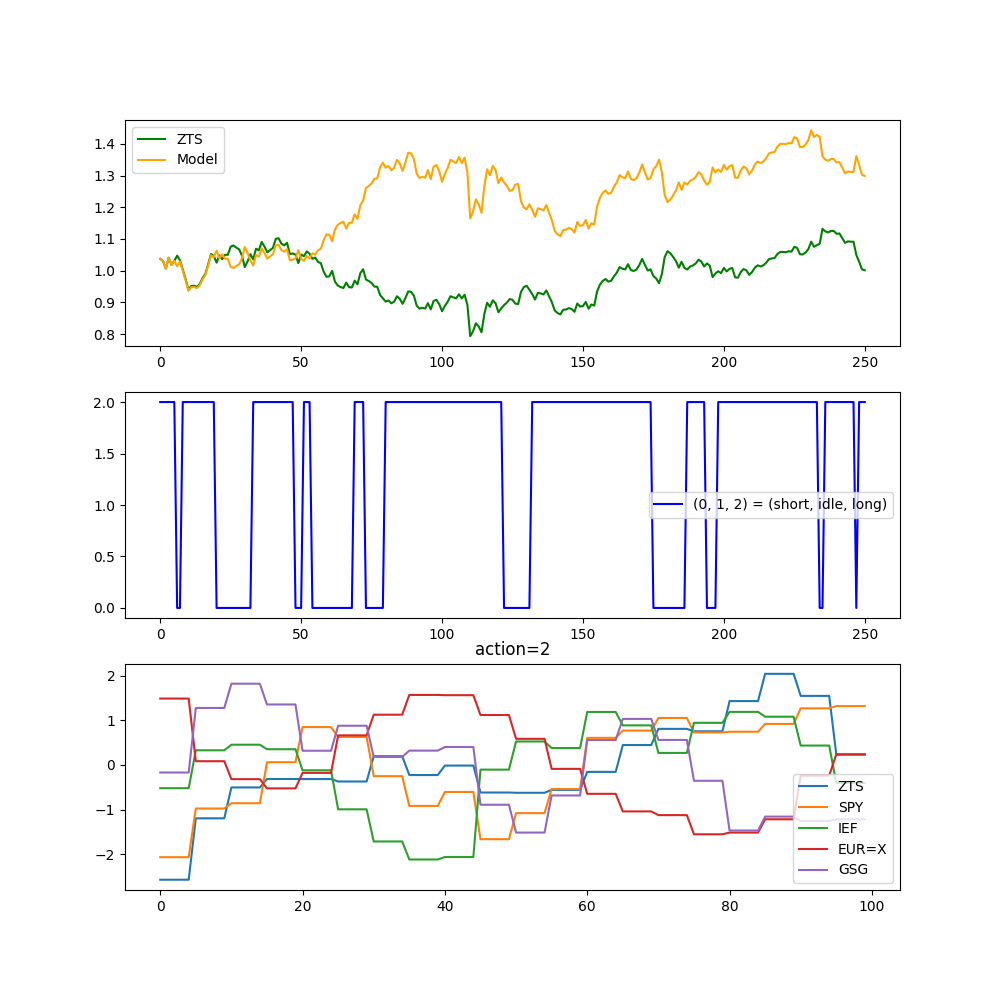 1.4
1.3
1.2
1.1
1.0
0.9
0.8
ZTS
Model
0 50 100 150 200 250
2.0
1.5
1.0
0.5
0.0
(0, 1, 2) = (short, idle, long)
0 50 100 150 200 250
action=2
2
1
0
−1
−2
ZTS
SPY
IEF
EUR=X
GSG
0 20 40 60 80 100